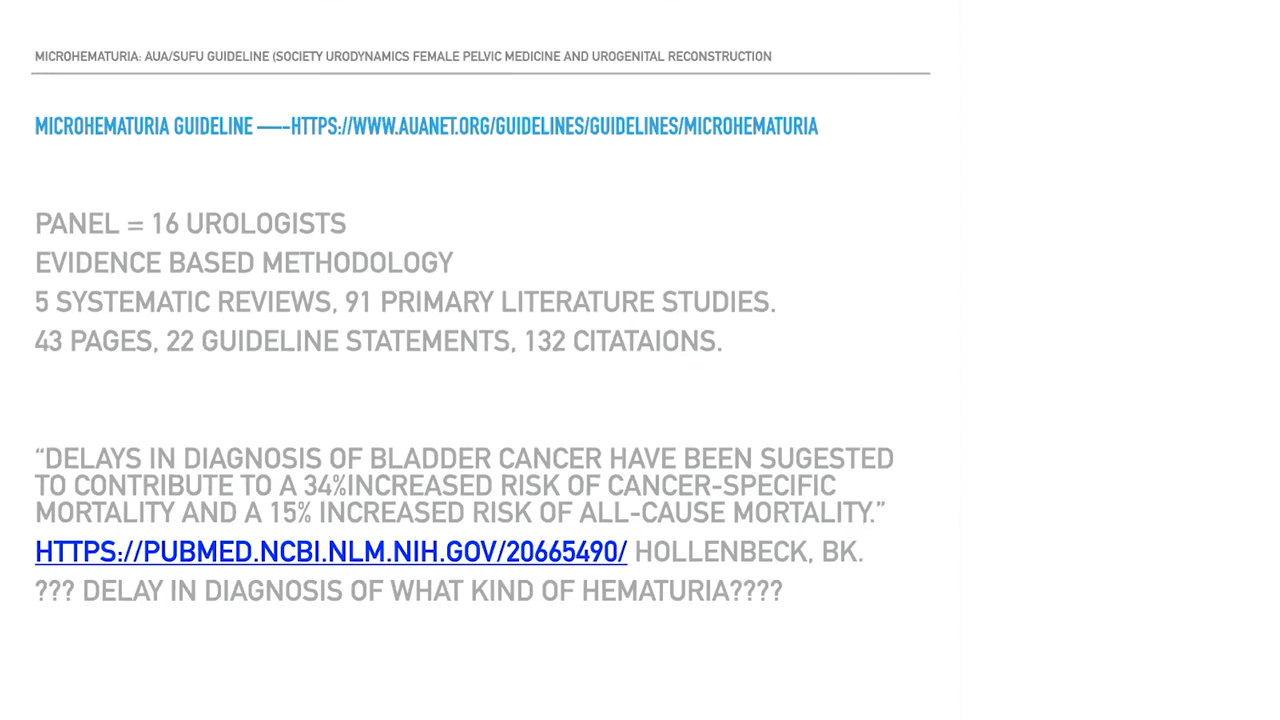 MICROHEMATURIA: AUA/SUFU GUIDELINE (SOCIETY URODYNAMICS FEMALE PELVIC MEDICINE AND UROGENITAL RECONSTRUCTION
MICROHEMATURIA GUIDELINE —--HTTPS://WWW.AUANET.ORG/GUIDELINES/GUIDELINES/MICROHEMATURIA
PANEL = 16 UROLOGISTS
EVIDENCE BASED METHODOLOGY
5 SYSTEMATIC REVIEWS, 91 PRIMARY LITERATURE STUDIES.
43 PAGES, 22 GUIDELINE STATEMENTS, 132 CITATAIONS.
“DELAYS IN DIAGNOSIS OF BLADDER CANCER HAVE BEEN SUGESTED
TO CONTRIBUTE TO A 34%INCREASED RISK OF CANCER-SPECIFIC
MORTALITY AND A 15% INCREASED RISK OF ALL-CAUSE MORTALITY.”
HTTPS://PUBMED.NCBI.NLM.NIH.GOV/20665490/ HOLLENBECK, BK.
??? DELAY IN DIAGNOSIS OF WHAT KIND OF HEMATURIA????